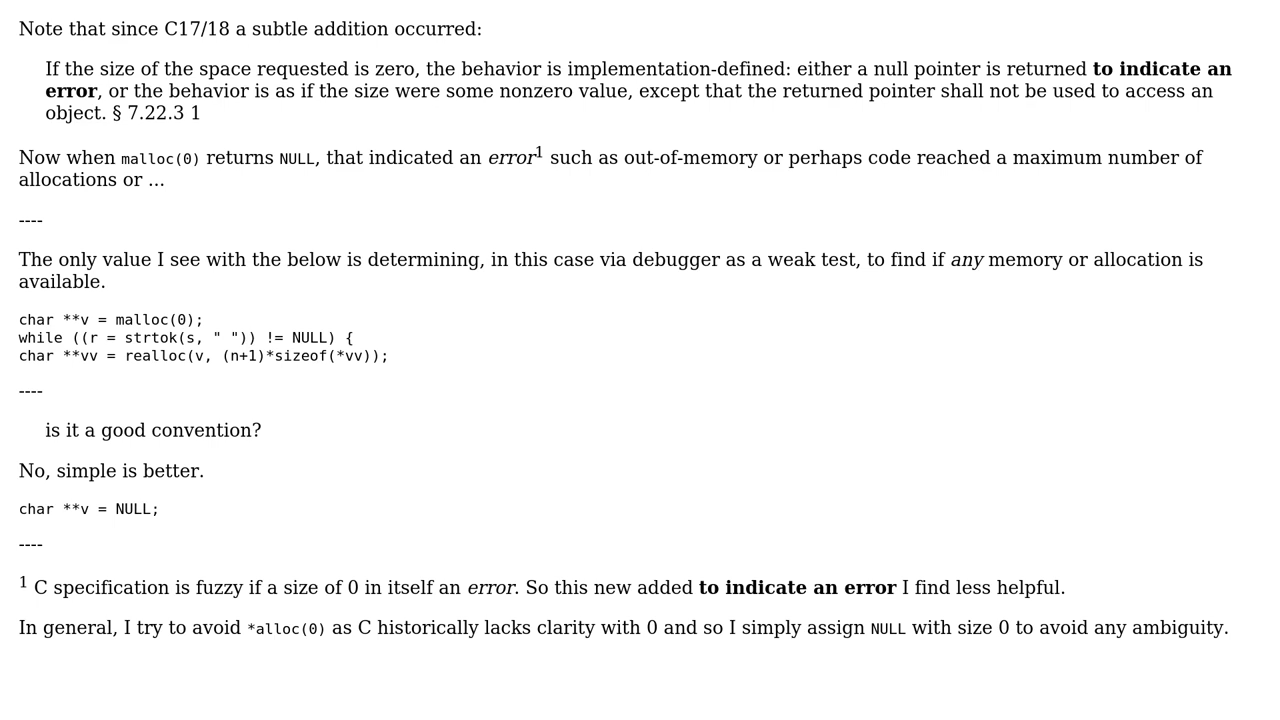 Note that since C17/18 a subtle addition occurred:
If the size of the space requested is zero, the behavior is implementation-defined: either a null pointer is returned to indicate an
error, or the behavior is as if the size were some nonzero value, except that the returned pointer shall not be used to access an
object. § 7.22.3 1
Now when malloc(0) returns NULL, that indicated an error1 such as out-of-memory or perhaps code reached a maximum number of
allocations or ...
----
The only value I see with the below is determining, in this case via debugger as a weak test, to find if any memory or allocation is
available.
char **v = malloc(0);
while ((r = strtok(s, " ")) != NULL) {
char **vv = realloc(v, (n+1)*sizeof(*vv));
----
is it a good convention?
No, simple is better.
char **v = NULL;
----
1 C specification is fuzzy if a size of 0 in itself an error. So this new added to indicate an error I find less helpful.
In general, I try to avoid *alloc(0) as C historically lacks clarity with 0 and so I simply assign NULL with size 0 to avoid any ambiguity.